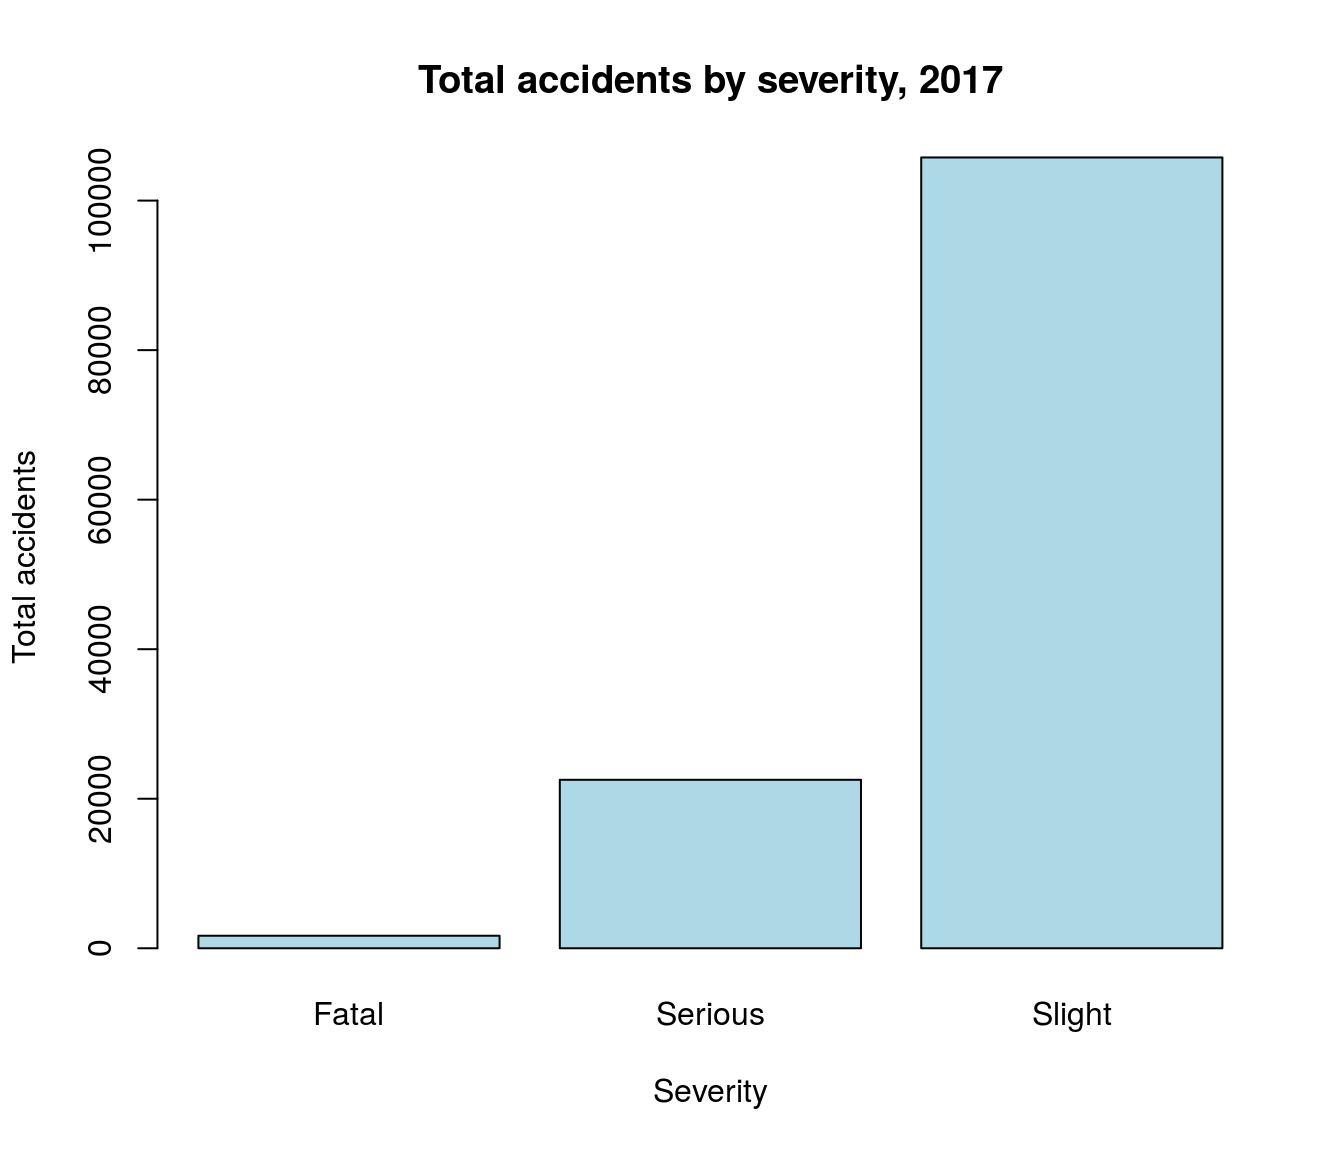 Total accidents by severity, 2017
Total accidents
100000
80000
60000
40000
20000
0
Fatal
Serious
Slight
Severity